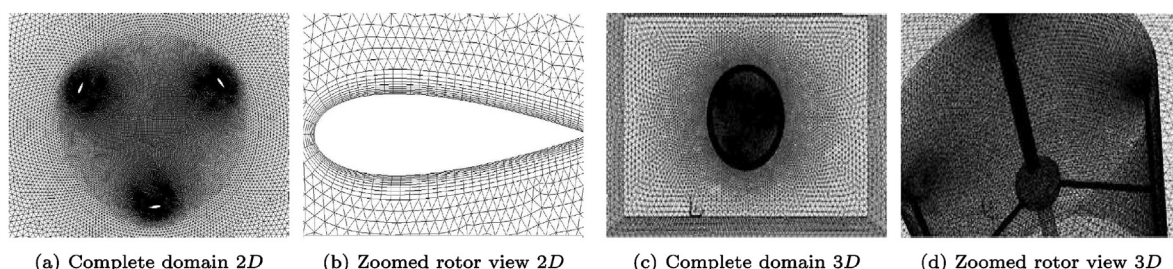 (a) Complete domain 2D
(b) Zoomed rotor view 2D
(c) Complete domain 3D
(d) Zoomed rotor view 3D